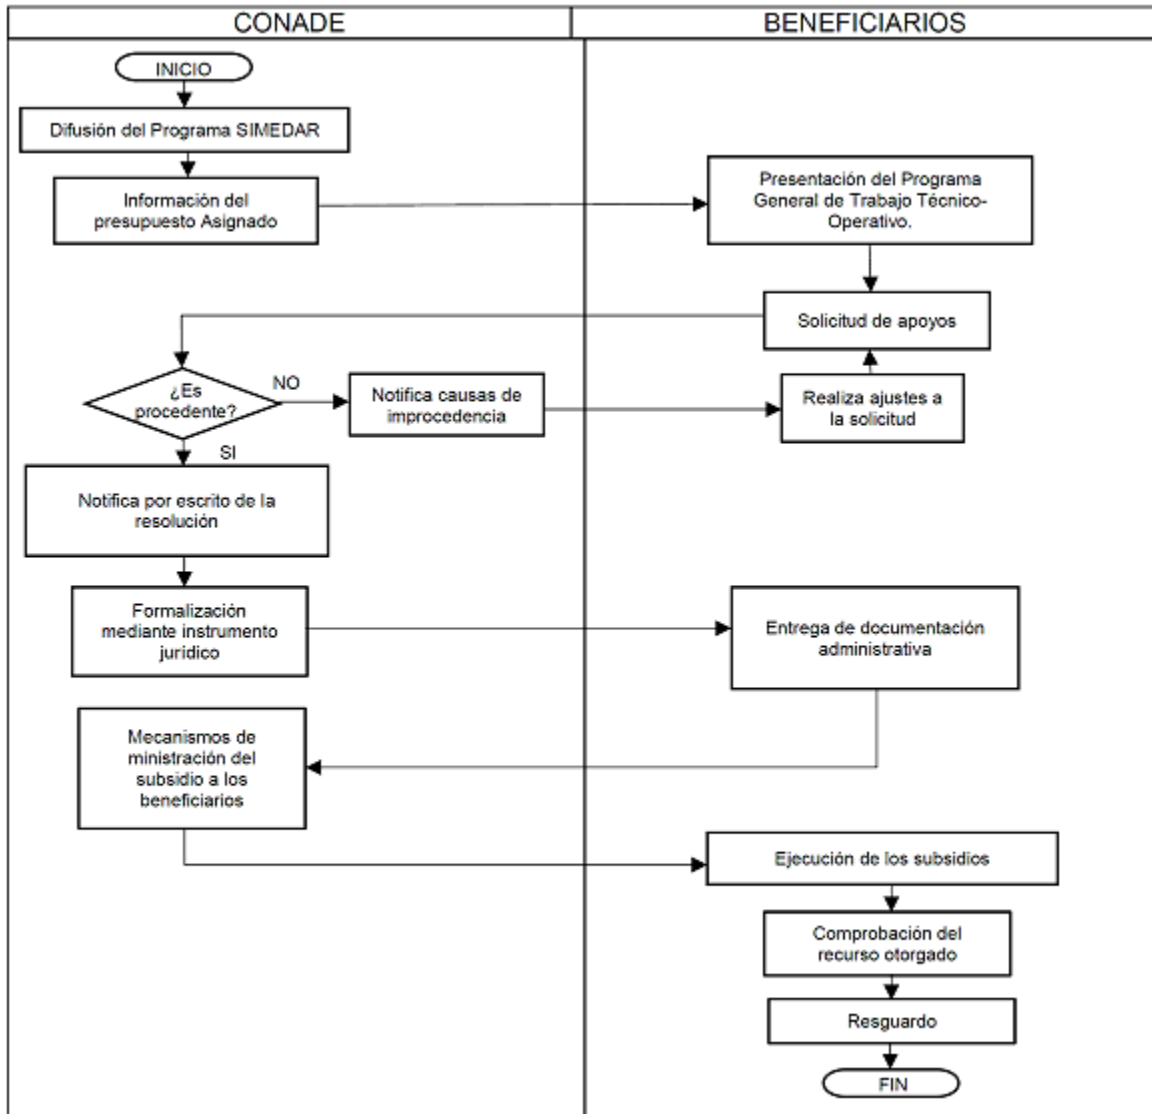 CONADE
BENEFICIARIOS
INICIO
Difusión del Programa SIMEDAR
Información del
presupuesto Asignado
Presentación del Programa
General de Trabajo Técnico-
Operativo.
Solicitud de apoyos
¿Es
procedente?
NO
Notifica causas de
improcedencia
Realiza ajustes a
la solicitud
SI
Notifica por escrito de la
resolución
Formalización
mediante instrumento
jurídico
Entrega de documentación
administrativa
Mecanismos de
ministración del
subsidio a los
beneficiarios
Ejecución de los subsidios
Comprobación del
recurso otorgado
Resguardo
FIN